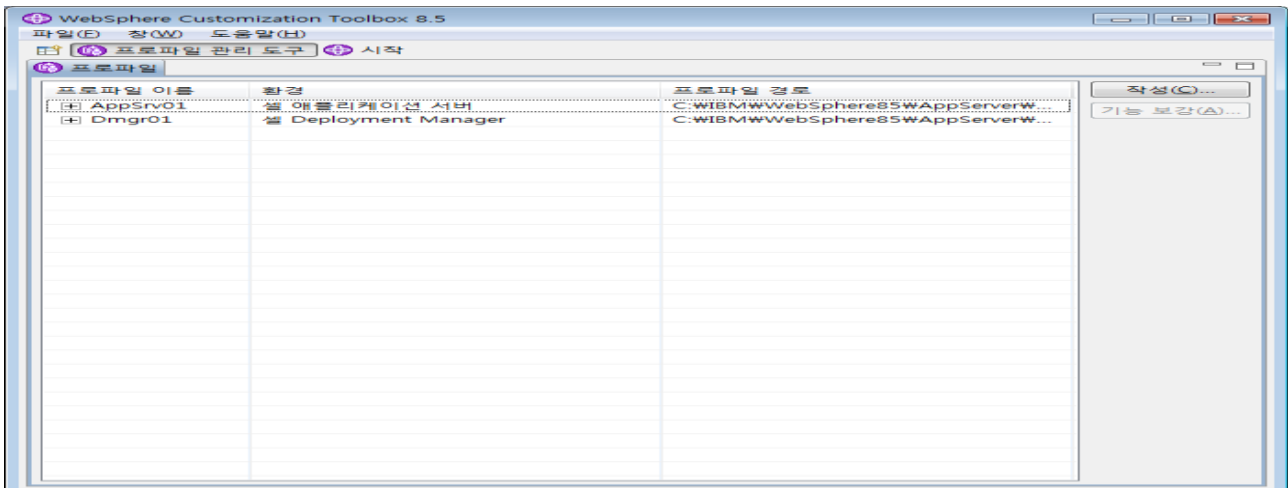 WebSphere Customization Toolbox 8.5
파일(F) 창(W) 도움말(H)
프로파일 관리 도구 시작
프로파일
프로파일 이름 환경 프로파일 경로 작성(C)...
AppSrv01 셀 애플리케이션 서버 C:₩IBM₩WebSphere85₩AppServer₩...
기능 보강(A)...
Dmgr01 셀 Deployment Manager C:₩IBM₩WebSphere85₩AppServer₩...